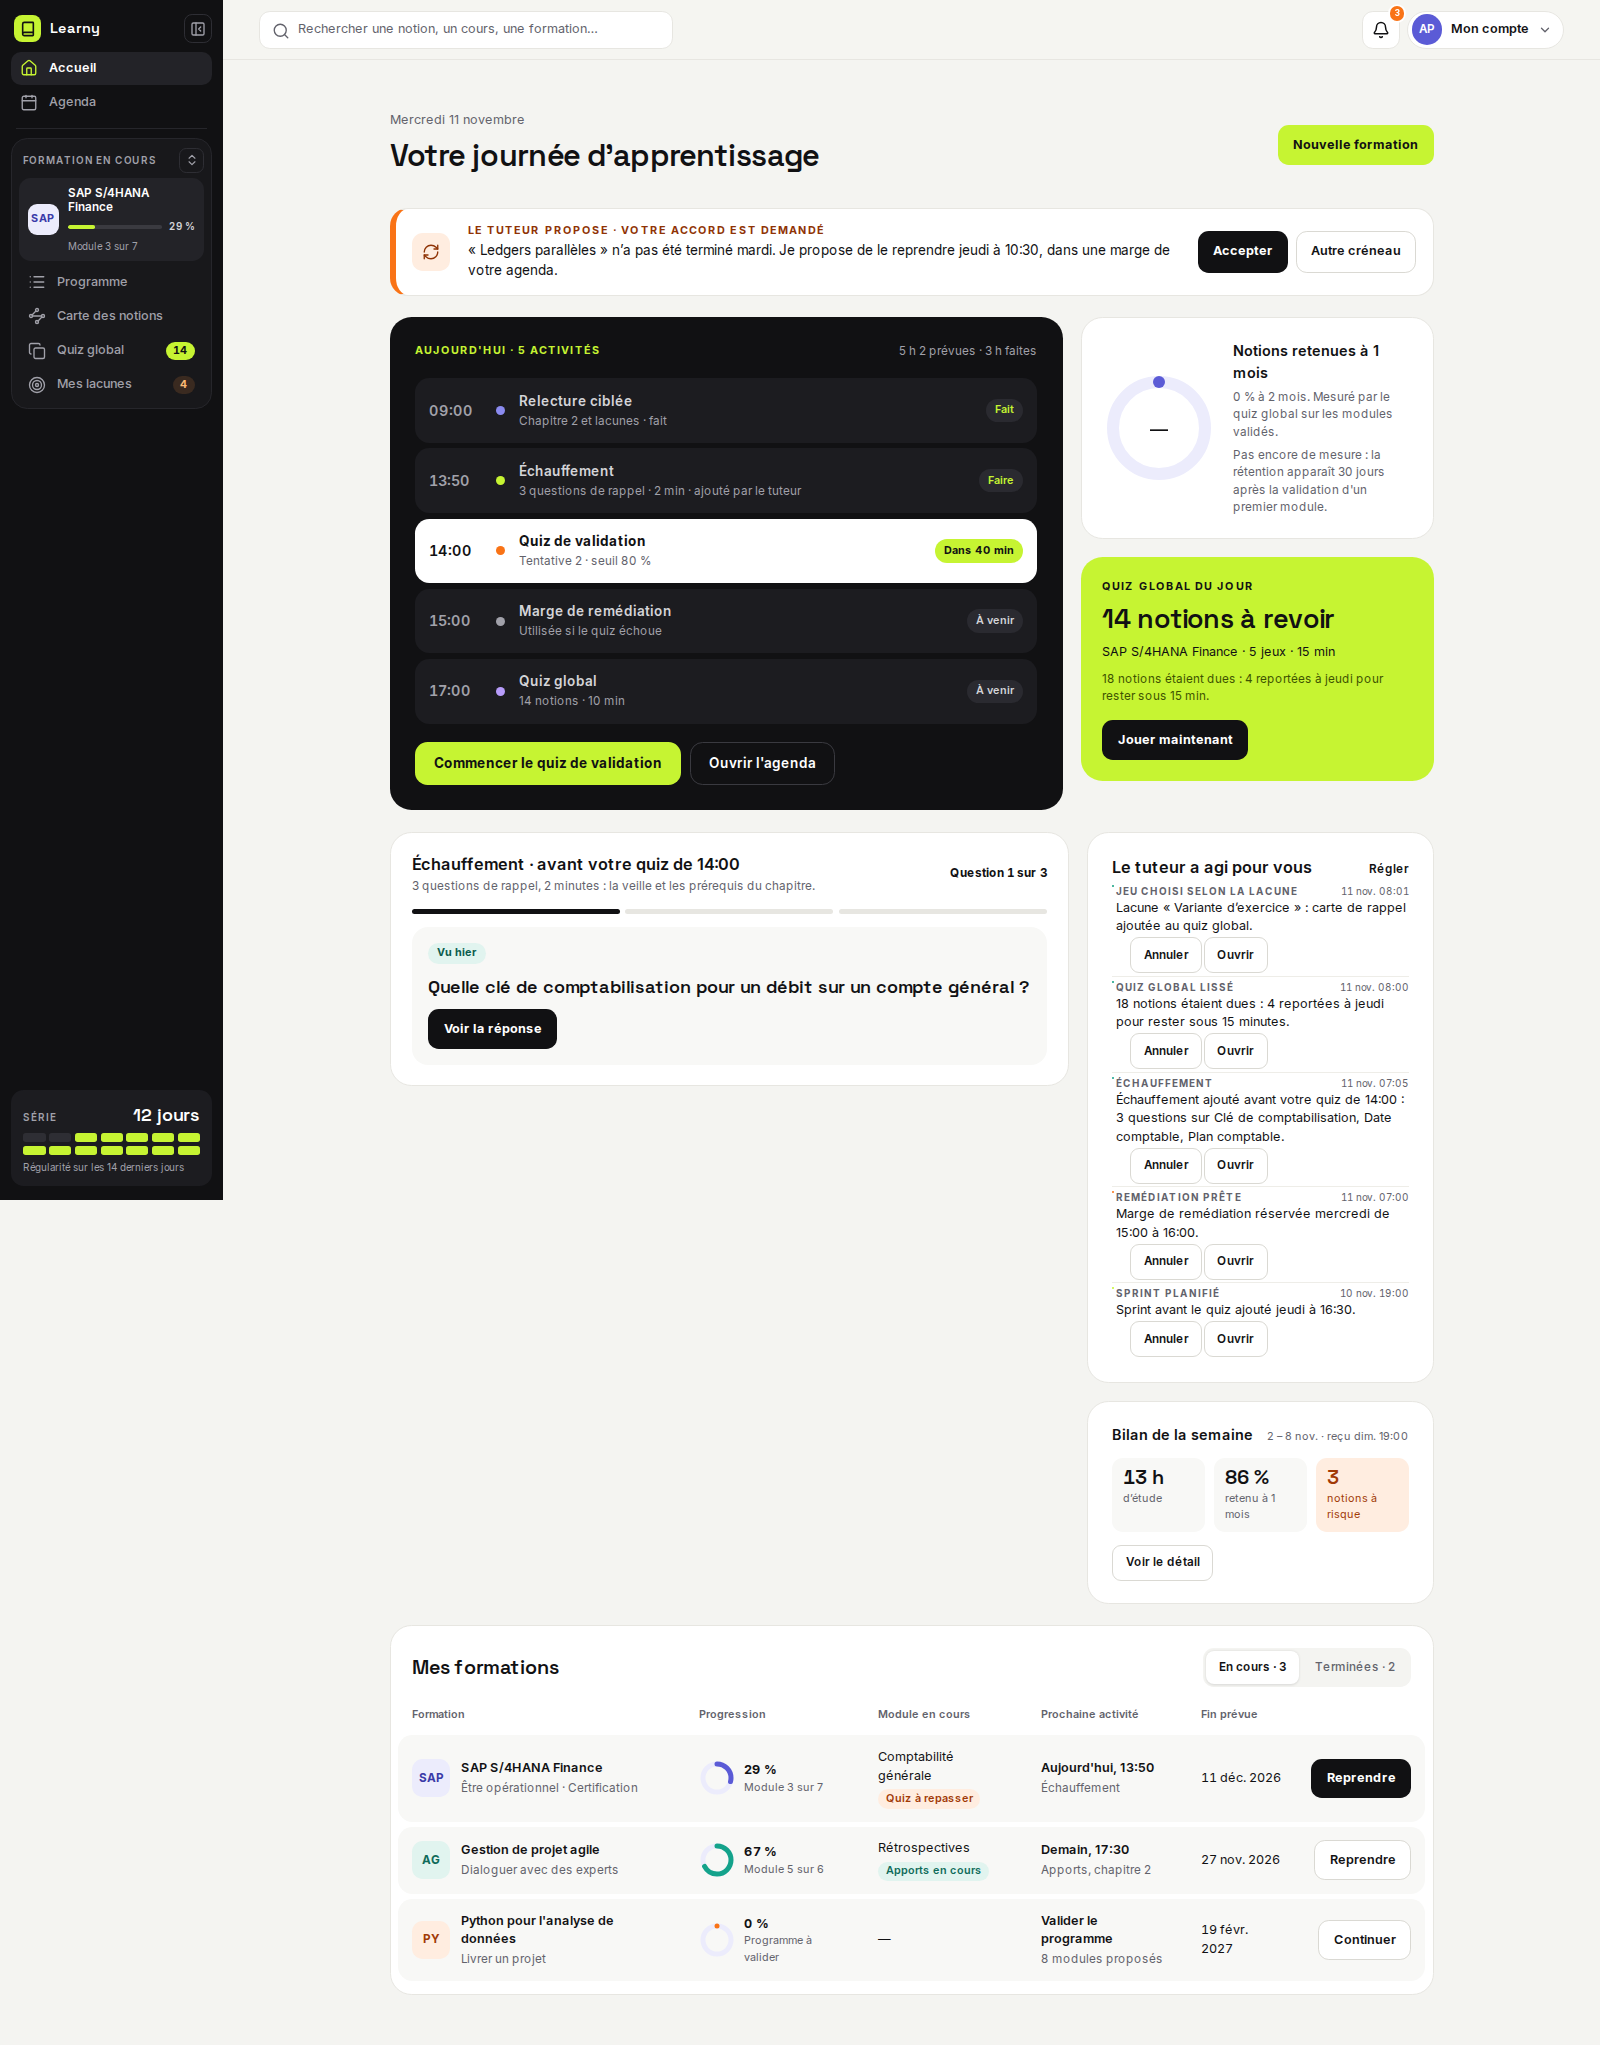 Learny
Accueil
Agenda
FORMATION EN COURS
SAP
SAP S/4HANA
Finance
29 %
Module 3 sur 7
Programme
Carte des notions
Quiz global
14
Mes lacunes
4
SÉRIE
12 jours
Régularité sur les 14 derniers jours
Rechercher une notion, un cours, une formation...
3
AP
Mon compte
Mercredi 11 novembre
Votre journée d'apprentissage
Nouvelle formation
LE TUTEUR PROPOSE · VOTRE ACCORD EST DEMANDÉ
« Ledgers parallèles » n'a pas été terminé mardi. Je propose de le reprendre jeudi à 10:30, dans une marge de
votre agenda.
Accepter
Autre créneau
AUJOURD'HUI · 5 ACTIVITÉS
5 h 2 prévues · 3 h faites
09:00
Relecture ciblée
Chapitre 2 et lacunes · fait
Fait
13:50
Échauffement
3 questions de rappel · 2 min · ajouté par le tuteur
Faire
14:00
Quiz de validation
Tentative 2 · seuil 80 %
Dans 40 min
15:00
Marge de remédiation
Utilisée si le quiz échoue
À venir
17:00
Quiz global
14 notions · 10 min
À venir
Commencer le quiz de validation
Ouvrir l'agenda
—
Notions retenues à 1
mois
0 % à 2 mois. Mesuré par le
quiz global sur les modules
validés.
Pas encore de mesure : la
rétention apparaît 30 jours
après la validation d'un
premier module.
QUIZ GLOBAL DU JOUR
14 notions à revoir
SAP S/4HANA Finance · 5 jeux · 15 min
18 notions étaient dues : 4 reportées à jeudi pour
rester sous 15 min.
Jouer maintenant
Échauffement · avant votre quiz de 14:00
3 questions de rappel, 2 minutes : la veille et les prérequis du chapitre.
Question 1 sur 3
Vu hier
Quelle clé de comptabilisation pour un débit sur un compte général ?
Voir la réponse
Le tuteur a agi pour vous
Régler
JEU CHOISI SELON LA LACUNE
11 nov. 08:01
Lacune « Variante d'exercice » : carte de rappel
ajoutée au quiz global.
Annuler
Ouvrir
QUIZ GLOBAL LISSÉ
11 nov. 08:00
18 notions étaient dues : 4 reportées à jeudi
pour rester sous 15 minutes.
Annuler
Ouvrir
ÉCHAUFFEMENT
11 nov. 07:05
Échauffement ajouté avant votre quiz de 14:00 :
3 questions sur Clé de comptabilisation, Date
comptable, Plan comptable.
Annuler
Ouvrir
REMÉDIATION PRÊTE
11 nov. 07:00
Marge de remédiation réservée mercredi de
15:00 à 16:00.
Annuler
Ouvrir
SPRINT PLANIFIÉ
10 nov. 19:00
Sprint avant le quiz ajouté jeudi à 16:30.
Annuler
Ouvrir
Bilan de la semaine
2 – 8 nov. · reçu dim. 19:00
13 h
d'étude
86 %
retenu à 1
mois
3
notions à
risque
Voir le détail
Mes formations
En cours · 3
Terminées · 2
Formation
Progression
Module en cours
Prochaine activité
Fin prévue
SAP
SAP S/4HANA Finance
Être opérationnel · Certification
29 %
Module 3 sur 7
Comptabilité
générale
Quiz à repasser
Aujourd'hui, 13:50
Échauffement
11 déc. 2026
Reprendre
AG
Gestion de projet agile
Dialoguer avec des experts
67 %
Module 5 sur 6
Rétrospectives
Apports en cours
Demain, 17:30
Apports, chapitre 2
27 nov. 2026
Reprendre
PY
Python pour l'analyse de
données
Livrer un projet
0 %
Programme à
valider
—
Valider le
programme
8 modules proposés
19 févr.
2027
Continuer